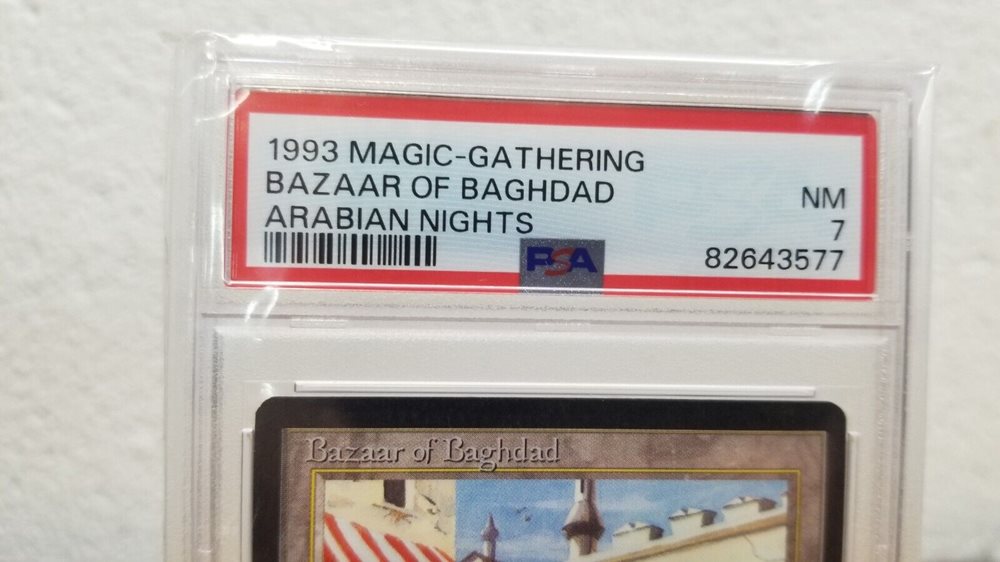 1993 MAGIC-GATHERING
BAZAAR OF BAGHDAD
NM
ARABIAN NIGHTS
7
PSA
82643577
Bazaar of Baghdad